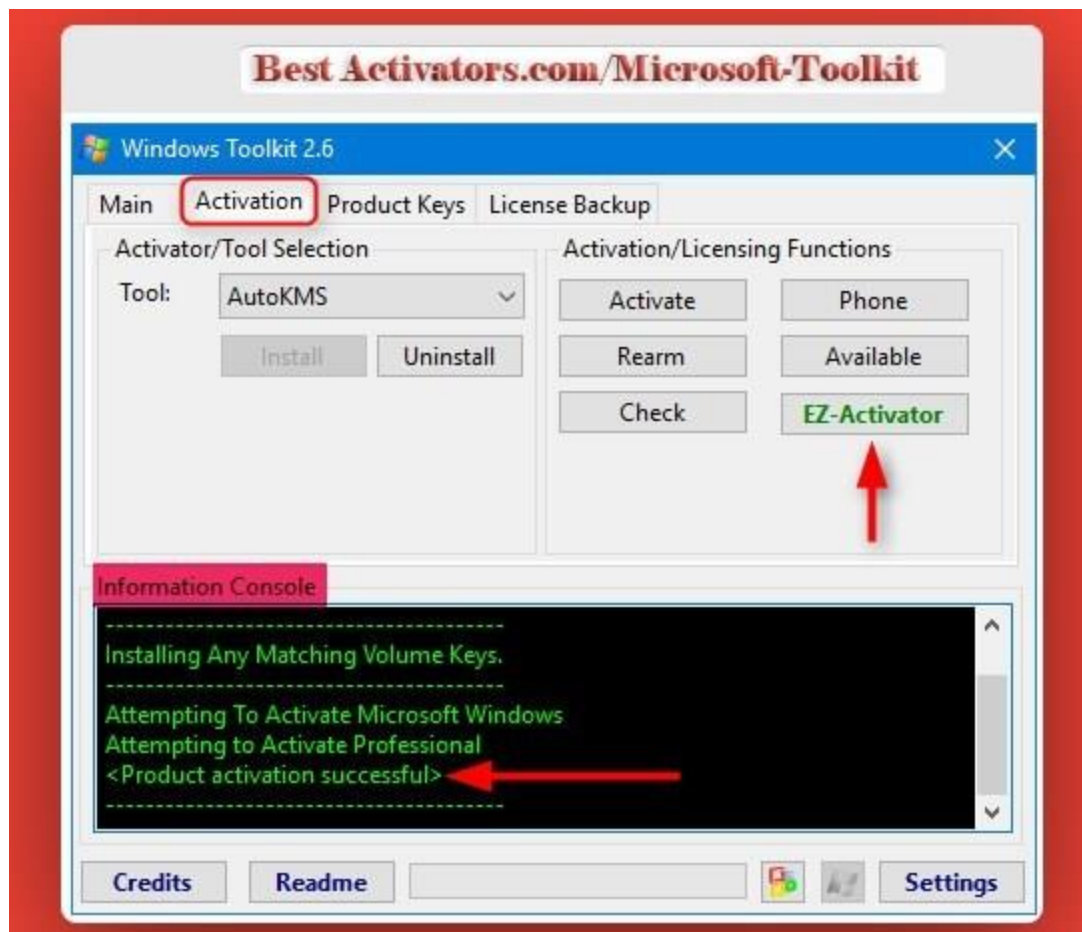 Best Activators.com/Microsoft-Toolkit
Windows Toolkit 2.6
Main Activation Product Keys License Backup
Activator/Tool Selection
Tool: AutoKMS
Install Uninstall
Activation/Licensing Functions
Activate Phone
Rearm Available
Check EZ-Activator
Information Console
----------------------------------------
Installing Any Matching Volume Keys.
----------------------------------------
Attempting To Activate Microsoft Windows
Attempting to Activate Professional
<Product activation successful>
----------------------------------------
Credits Readme Settings